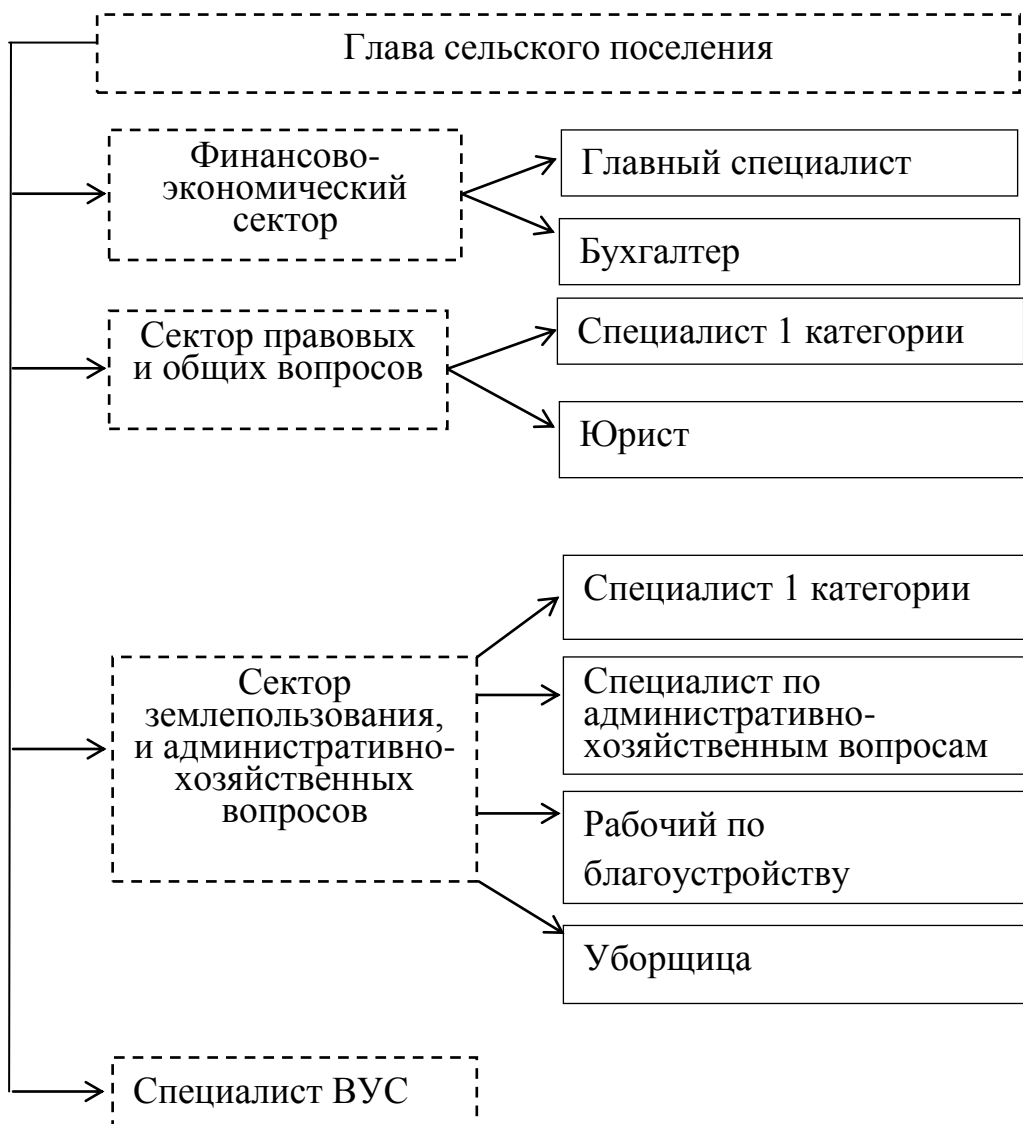 Глава сельского поселения
Финансово-
экономический
сектор
Главный специалист
Бухгалтер
Сектор правовых
и общих вопросов
Специалист 1 категории
Юрист
Сектор
землепользования,
и административно-
хозяйственных
вопросов
Специалист 1 категории
Специалист по
административно-
хозяйственным вопросам
Рабочий по
благоустройству
Уборщица
Специалист ВУС